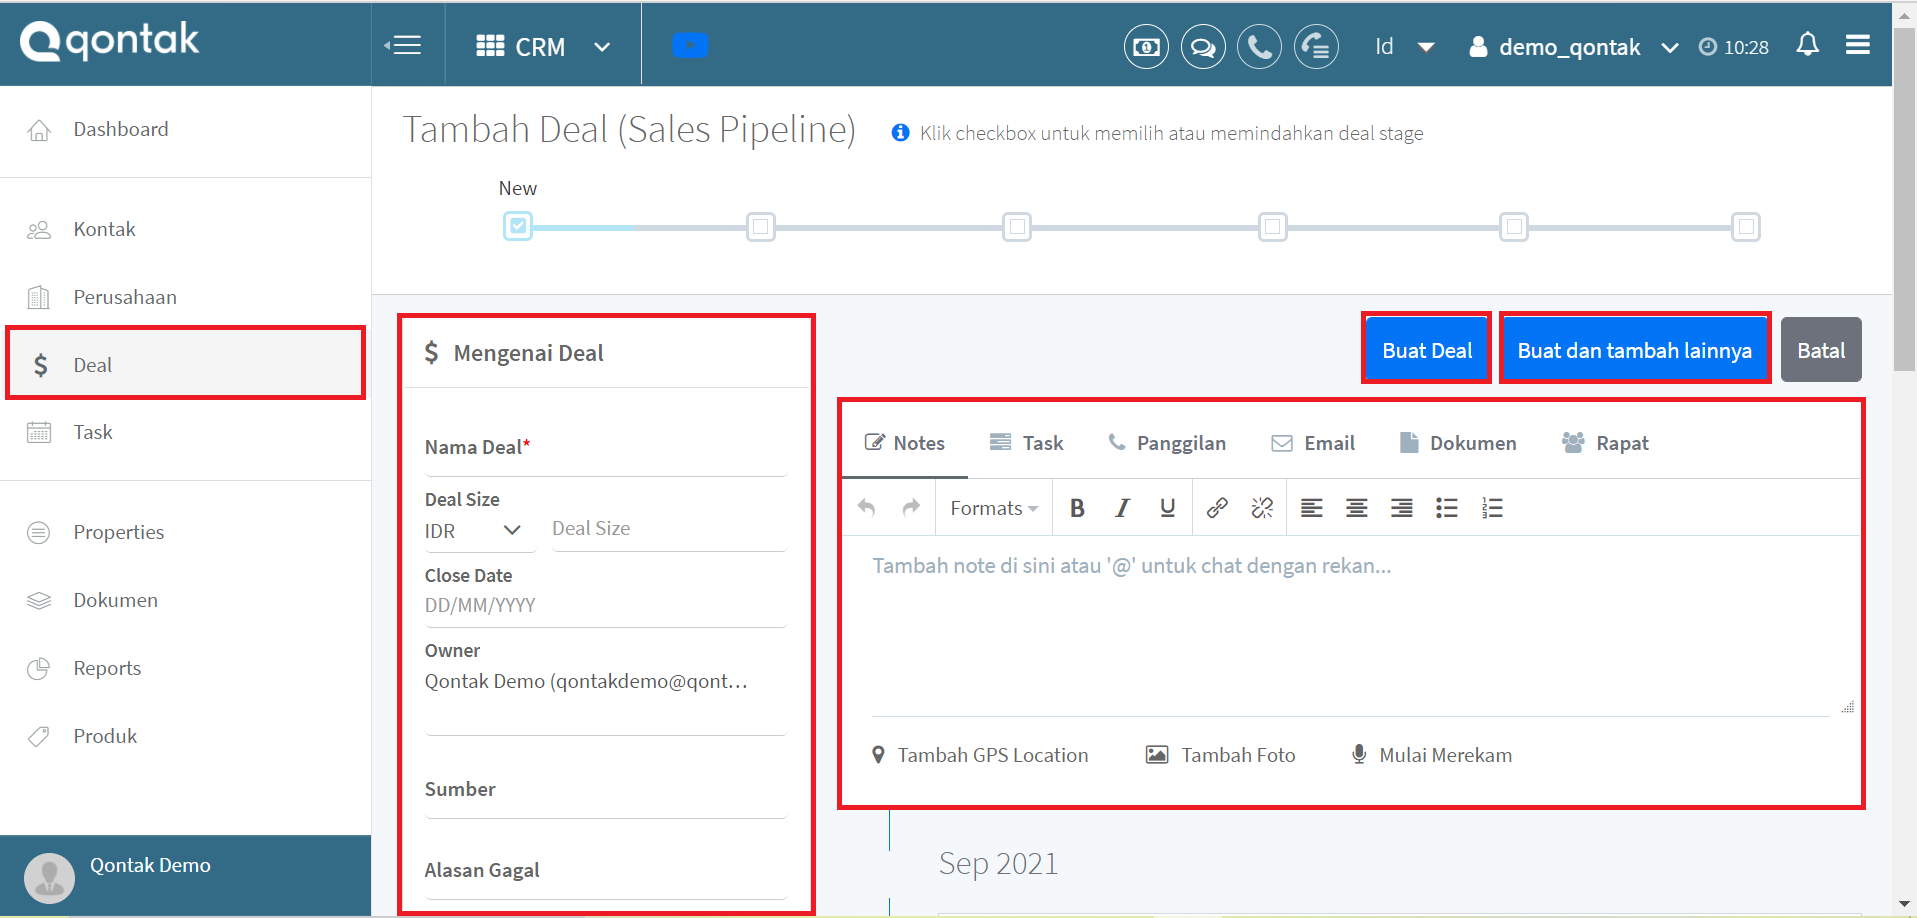 qontak
CRM
Id
demo_qontak
10:28
Dashboard
Kontak
Perusahaan
Deal
Task
Properties
Dokumen
Reports
Produk
Qontak Demo
Tambah Deal (Sales Pipeline)
Klik checkbox untuk memilih atau memindahkan deal stage
New
Mengenai Deal
Nama Deal*
Deal Size
IDR
Deal Size
Close Date
DD/MM/YYYY
Owner
Qontak Demo (qontakdemo@qont...
Sumber
Alasan Gagal
Buat Deal
Buat dan tambah lainnya
Batal
Notes
Task
Panggilan
Email
Dokumen
Rapat
Formats
B I U
Tambah note di sini atau '@' untuk chat dengan rekan...
Tambah GPS Location
Tambah Foto
Mulai Merekam
Sep 2021